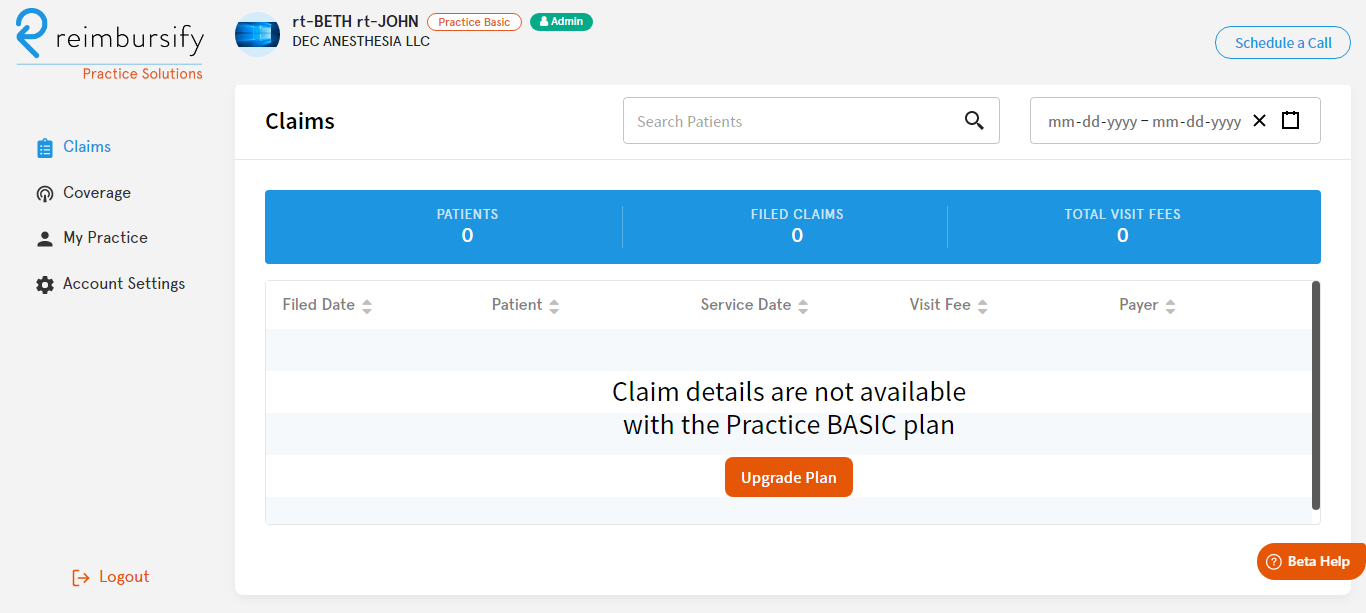 reimbursify
Practice Solutions
rt-BETH rt-JOHN Practice Basic Admin
DEC ANESTHESIA LLC
Schedule a Call
Claims
Coverage
My Practice
Account Settings
Logout
Claims
Search Patients
mm-dd-yyyy – mm-dd-yyyy
PATIENTS
0
FILED CLAIMS
0
TOTAL VISIT FEES
0
Filed Date Patient Service Date Visit Fee Payer
Claim details are not available
with the Practice BASIC plan
Upgrade Plan
Beta Help